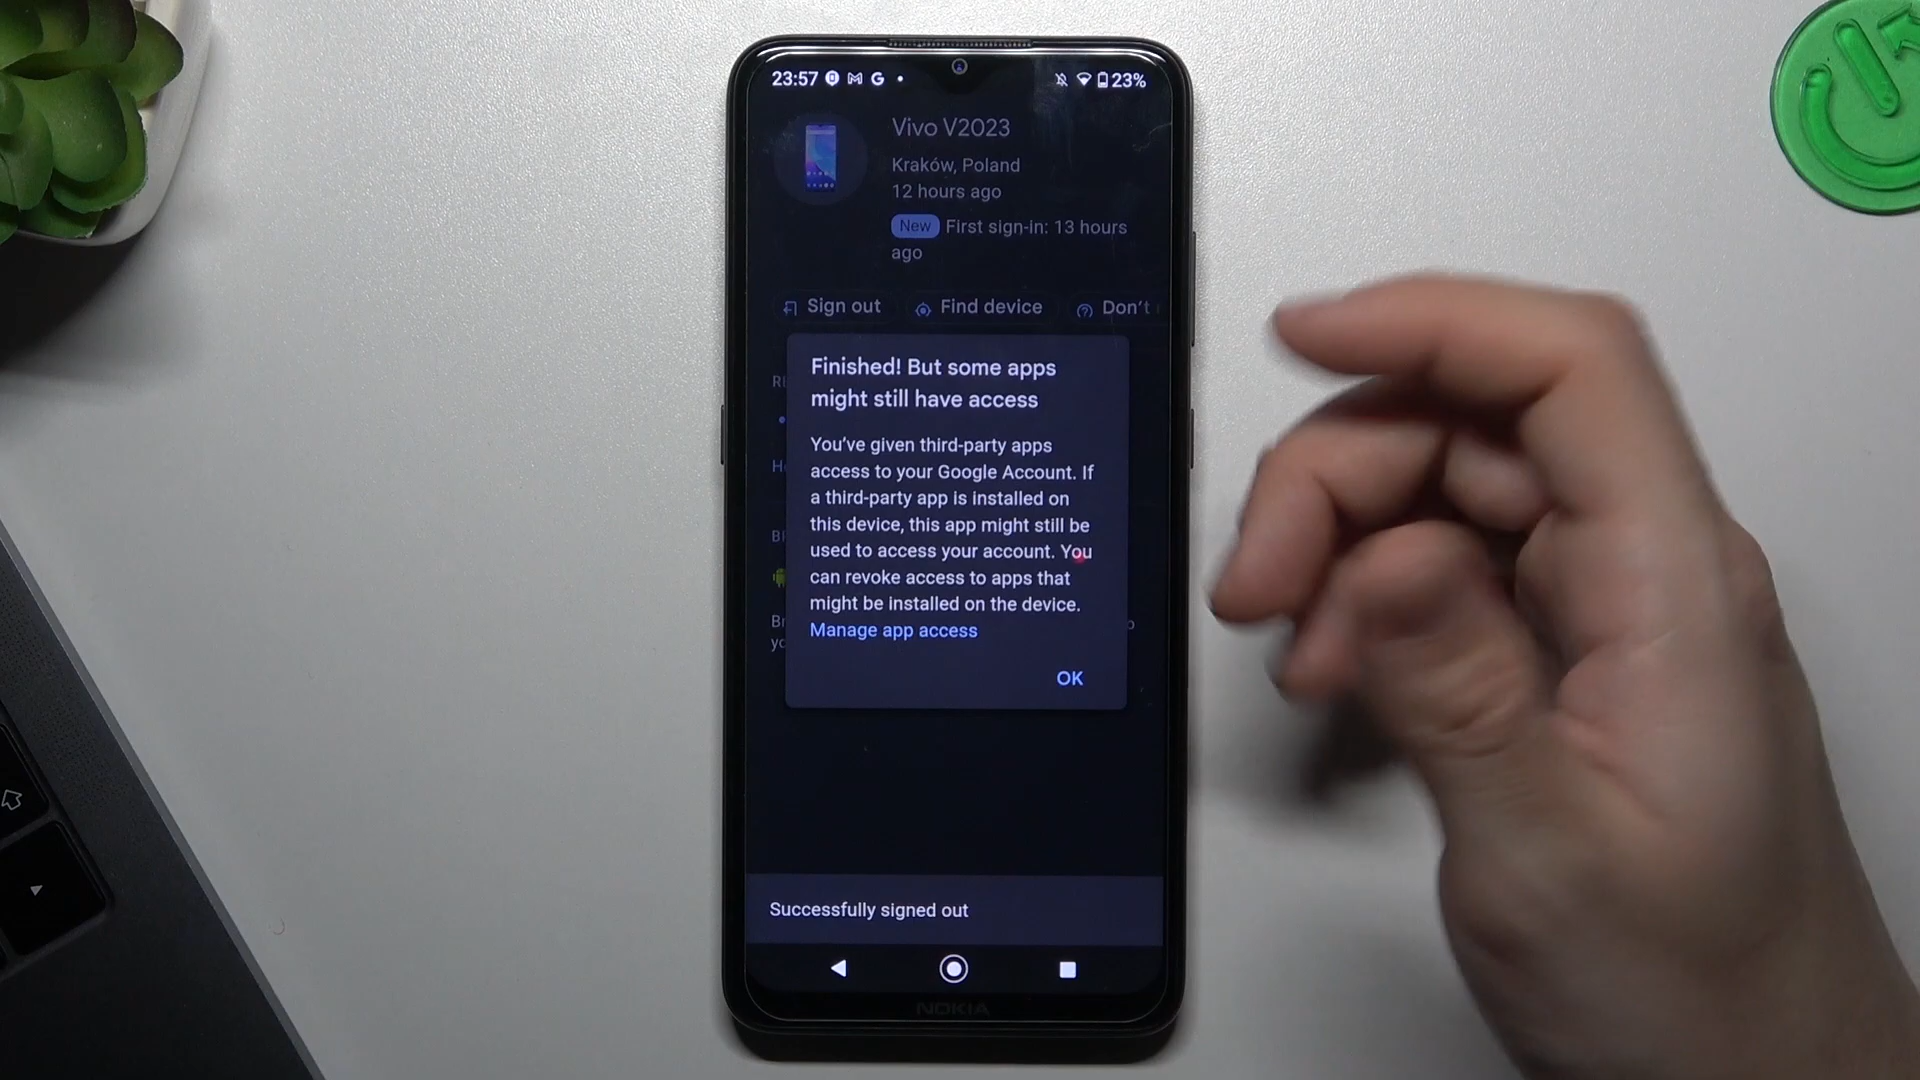 23:57 23%
Vivo V2023
Kraków, Poland
12 hours ago
New First sign-in: 13 hours
ago
Sign out Find device Don't
Finished! But some apps
might still have access
You've given third-party apps
access to your Google Account. If
a third-party app is installed on
this device, this app might still be
used to access your account. You
can revoke access to apps that
might be installed on the device.
Manage app access
OK
Successfully signed out
NOKIA